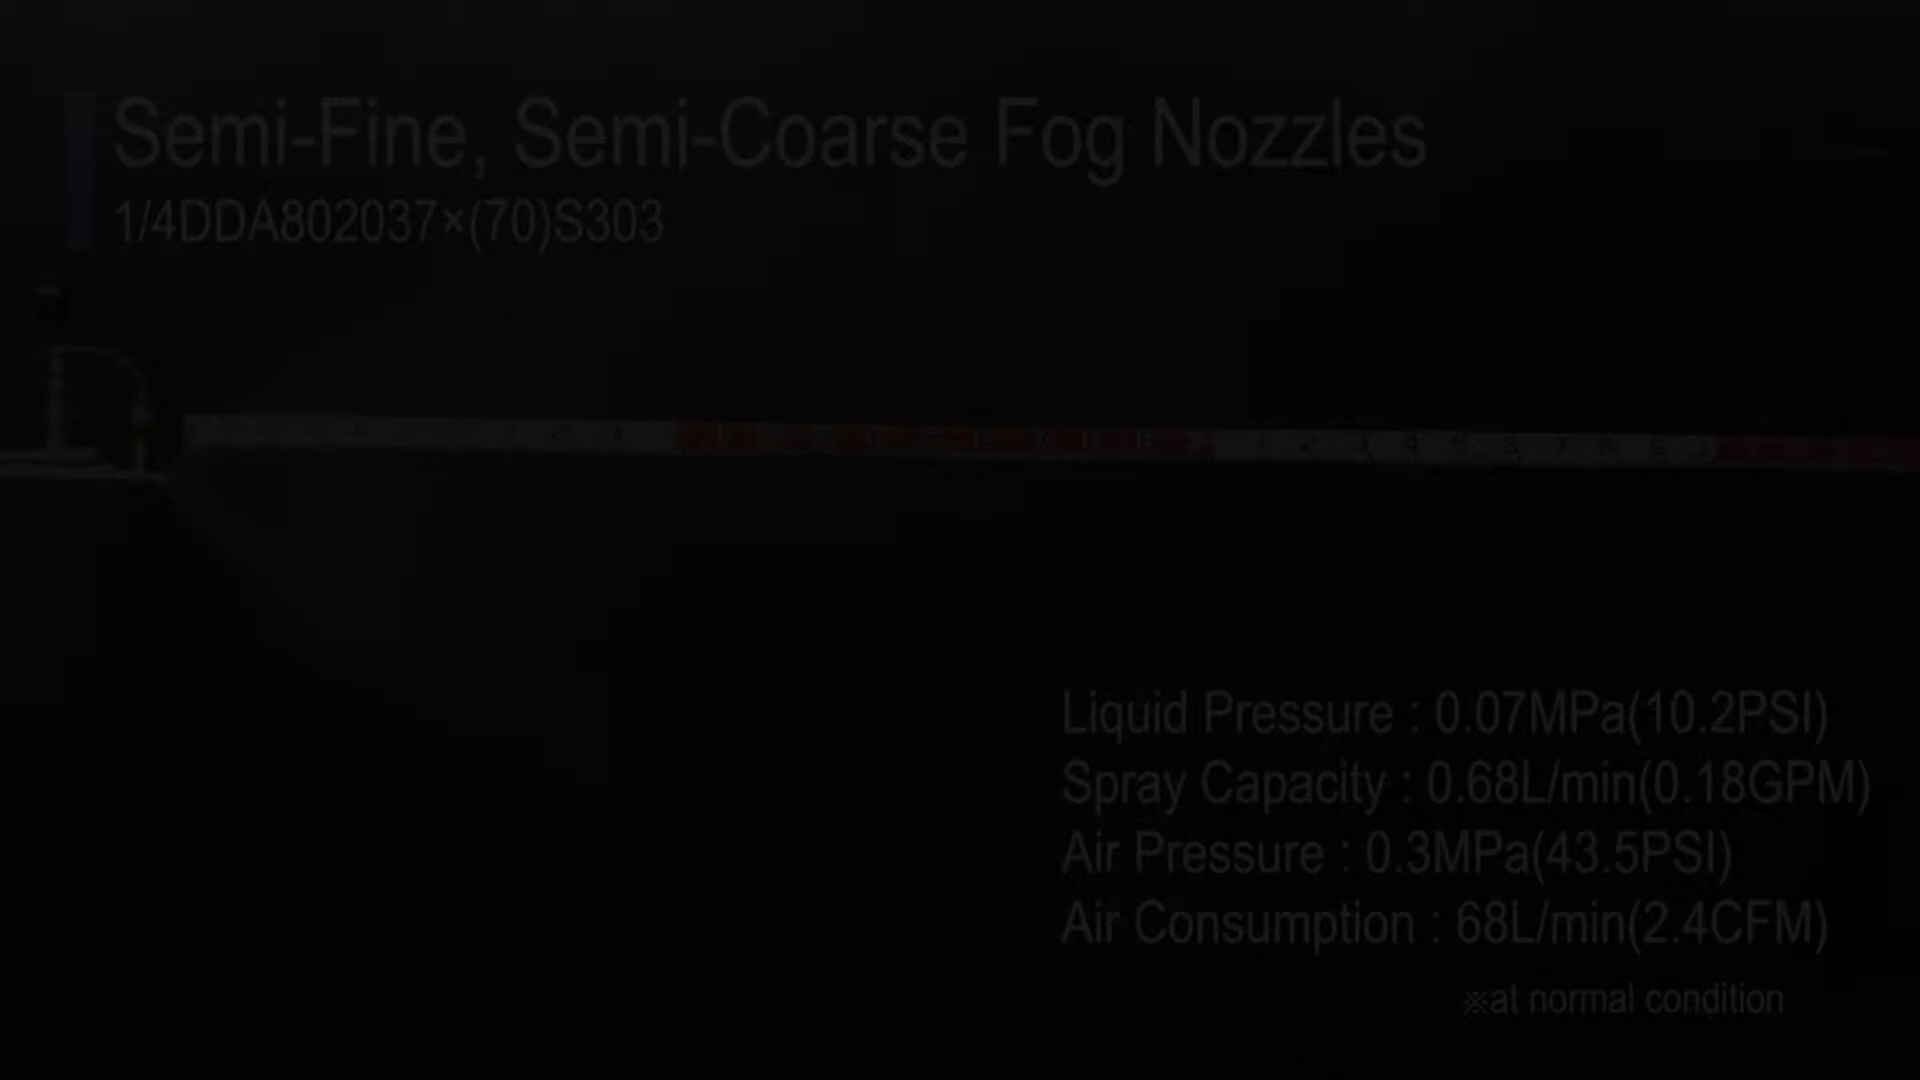 Semi-Fine, Semi-Coarse Fog Nozzles
1/4DDA802037×(70)S303
Liquid Pressure : 0.07MPa(10.2PSI)
Spray Capacity : 0.68L/min(0.18GPM)
Air Pressure : 0.3MPa(43.5PSI)
Air Consumption : 68L/min(2.4CFM)
※at normal condition